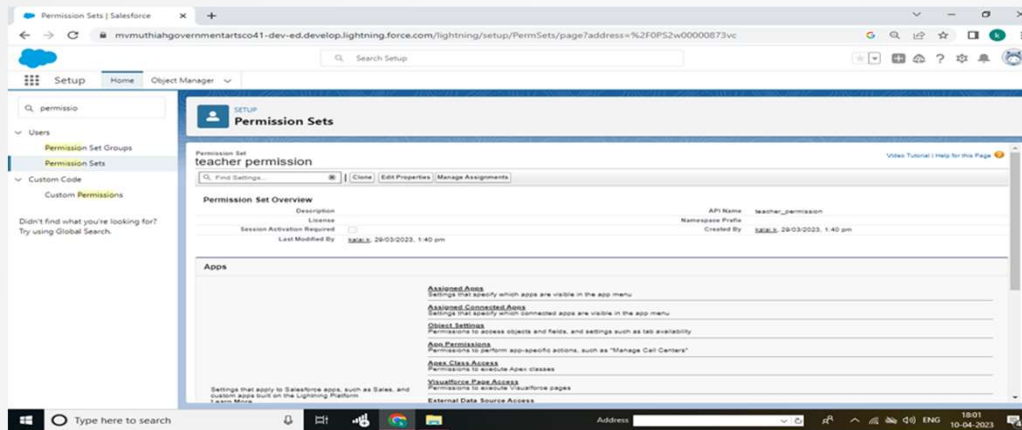 Permission Sets | Salesforce
mvmuthiahgovernmentartsco41-dev-ed.develop.lightning.force.com/lightning/setup/PermSets/page?address=%2F0PS2w00000873vc
Search Setup
Setup Home Object Manager
permissio
Users
Permission Set Groups
Permission Sets
Custom Code
Custom Permissions
Didn't find what you're looking for?
Try using Global Search.
SETUP
Permission Sets
Permission Set
teacher permission
Video Tutorial | Help for this Page
Find Settings... Clone Edit Properties Manage Assignments
Permission Set Overview
Description API Name teacher_permission
License Namespace Prefix
Session Activation Required Created By kalai k, 29/03/2023, 1:40 pm
Last Modified By kalai k, 29/03/2023, 1:40 pm
Apps
Settings that apply to Salesforce apps, such as Sales, and
custom apps built on the Lightning Platform
Learn More
Assigned Apps
Settings that specify which apps are visible in the app menu
Assigned Connected Apps
Settings that specify which connected apps are visible in the app menu
Object Settings
Permissions to access objects and fields, and settings such as tab availability
App Permissions
Permissions to perform app-specific actions, such as "Manage Call Centers"
Apex Class Access
Permissions to execute Apex classes
Visualforce Page Access
Permissions to execute Visualforce pages
External Data Source Access
Type here to search
Address
ENG
18:01
10-04-2023